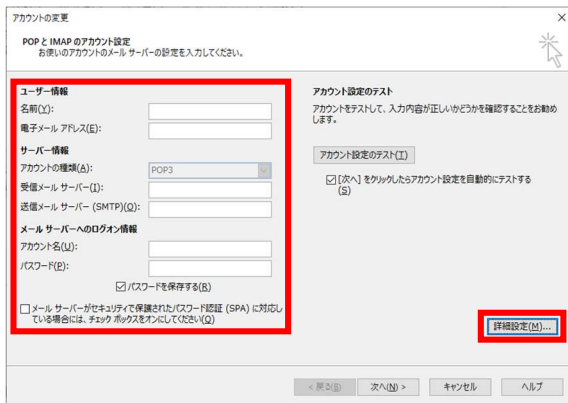 アカウントの変更
POP と IMAP のアカウント設定
お使いのアカウントのメール サーバーの設定を入力してください。
ユーザー情報
名前(Y):
電子メール アドレス(E):
サーバー情報
アカウントの種類(A):
POP3
受信メール サーバー(I):
送信メール サーバー (SMTP)(O):
メール サーバーへのログオン情報
アカウント名(U):
パスワード(P):
パスワードを保存する(R)
メール サーバーがセキュリティで保護されたパスワード認証 (SPA) に対応し
ている場合には、チェック ボックスをオンにしてください(Q)
アカウント設定のテスト
アカウントをテストして、入力内容が正しいかどうかを確認することをお勧め
します。
アカウント設定のテスト(T)
[次へ] をクリックしたらアカウント設定を自動的にテストする
(S)
詳細設定(M)...
< 戻る(B)
次へ(N) >
キャンセル
ヘルプ